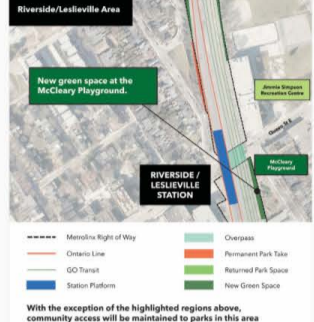 Riverside/Leslieville Area
New green space at the
McCleary Playground.
Jimmie Simpson
Recreation Centre
McCleary
Playground
RIVERSIDE /
LESLIEVILLE
STATION
Metrolinx Right of Way
Overpass
Ontario Line
Permanent Park Take
GO Transit
Returned Park Space
Station Platform
New Green Space
With the exception of the highlighted regions above,
community access will be maintained to parks in this area